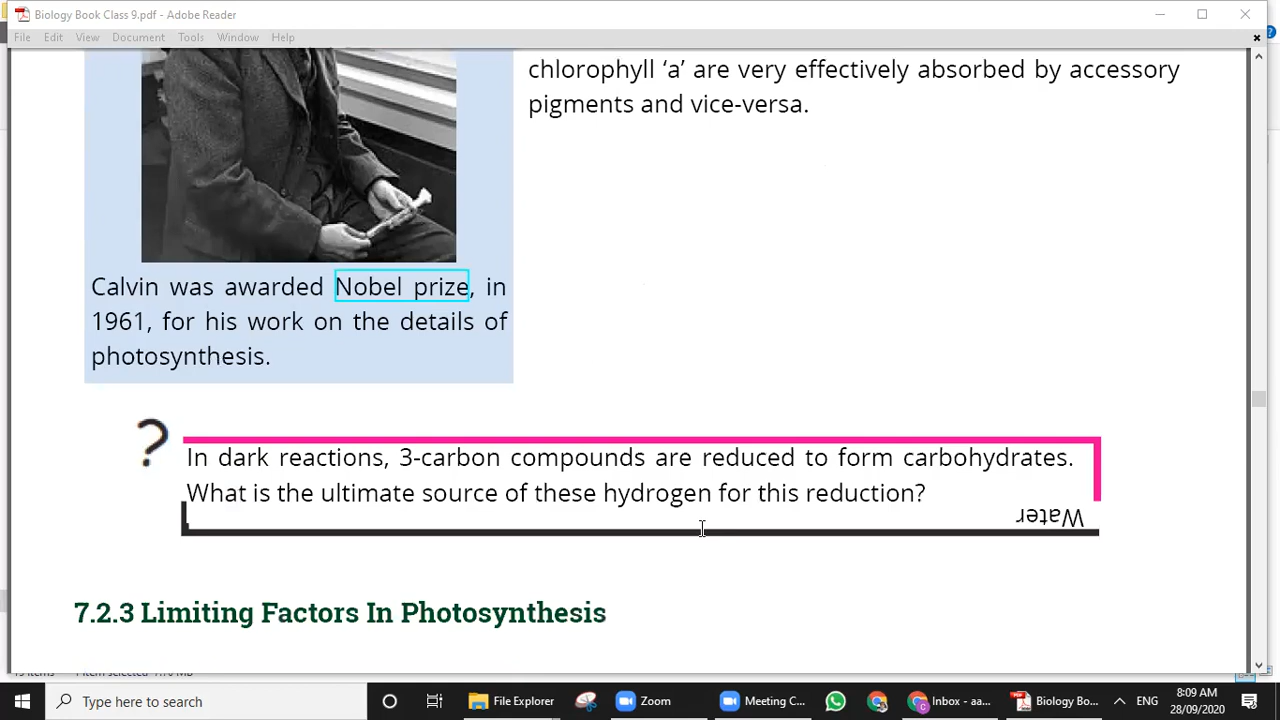 Biology Book Class 9.pdf - Adobe Reader
File Edit View Document Tools Window Help
chlorophyll ‘a’ are very effectively absorbed by accessory
pigments and vice-versa.
Calvin was awarded Nobel prize, in
1961, for his work on the details of
photosynthesis.
?
In dark reactions, 3-carbon compounds are reduced to form carbohydrates.
What is the ultimate source of these hydrogen for this reduction?
Water
7.2.3 Limiting Factors In Photosynthesis
Type here to search
File Explorer
Zoom
Meeting C...
Inbox - aa...
Biology Bo...
ENG
8:09 AM
28/09/2020